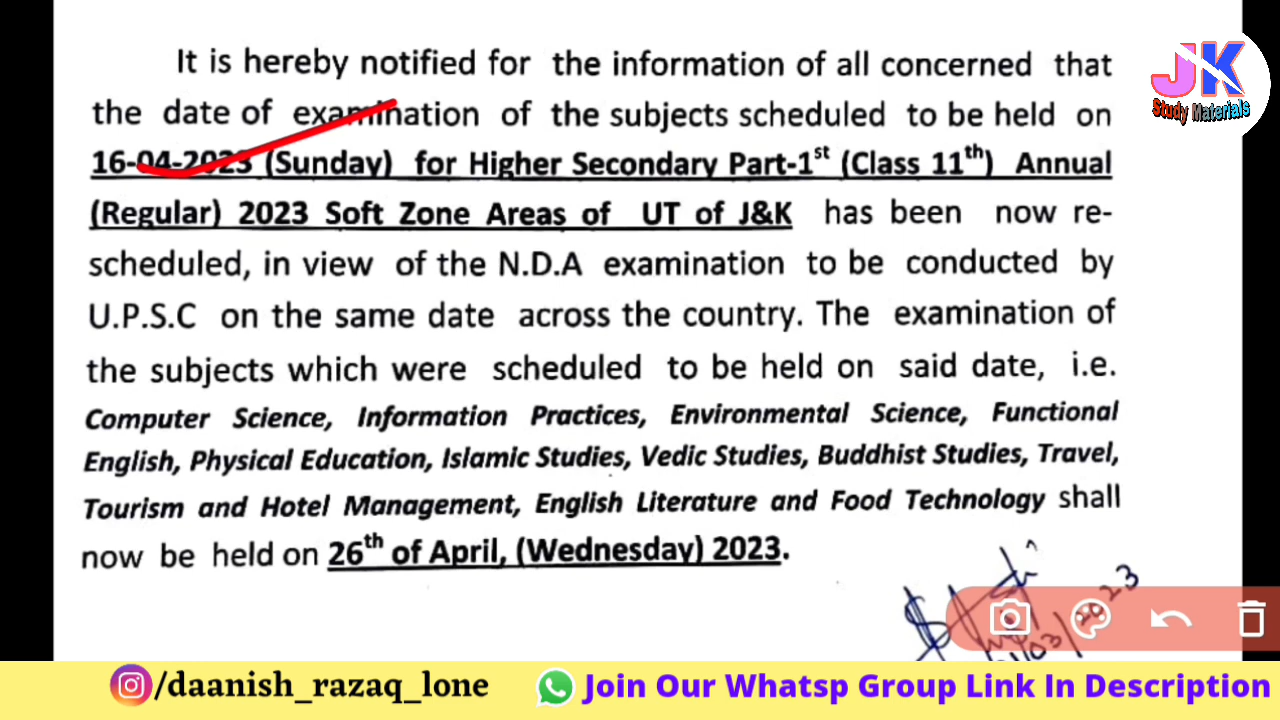 It is hereby notified for the information of all concerned that
the date of examination of the subjects scheduled to be held on
16-04-2023 (Sunday) for Higher Secondary Part-1st (Class 11th) Annual
(Regular) 2023 Soft Zone Areas of UT of J&K has been now re-
scheduled, in view of the N.D.A examination to be conducted by
U.P.S.C on the same date across the country. The examination of
the subjects which were scheduled to be held on said date, i.e.
Computer Science, Information Practices, Environmental Science, Functional
English, Physical Education, Islamic Studies, Vedic Studies, Buddhist Studies, Travel,
Tourism and Hotel Management, English Literature and Food Technology shall
now be held on 26th of April, (Wednesday) 2023.
JK
Study Materials
/03/2023
/daanish_razaq_lone
Join Our Whatsp Group Link In Description